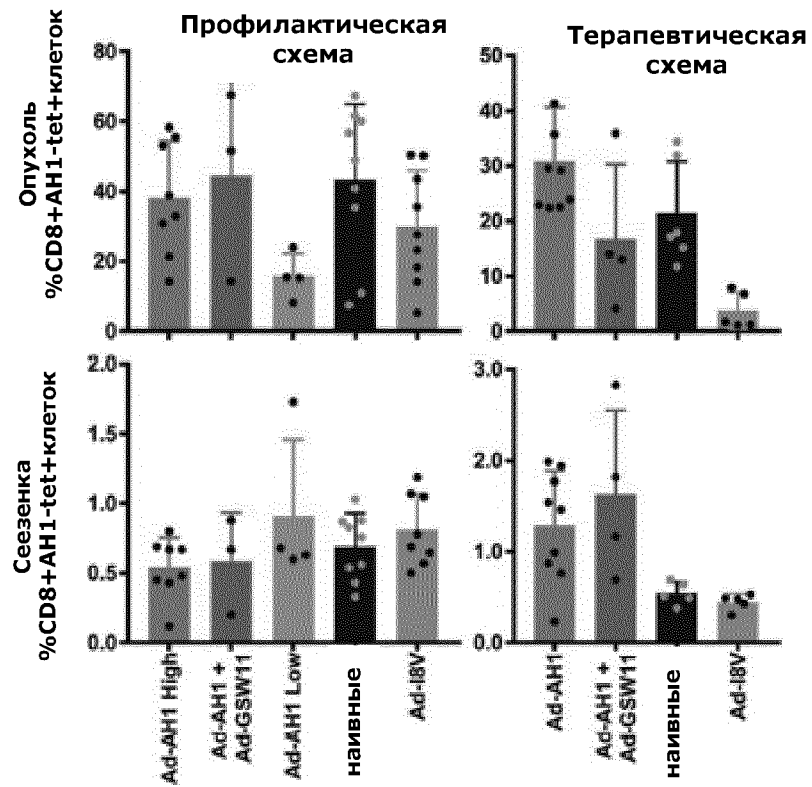 Профилактическая
схема
Терапевтическая
схема
Опухоль
%CD8+AH1-tet+клеток
80
60
40
20
0
50
40
30
20
10
0
Сеезенка
%CD8+AH1-tet+клеток
2.0
1.5
1.0
0.5
0.0
3.0
2.0
1.0
0.0
Ad-AH1 High
Ad-AH1 +
Ad-GSW11
Ad-AH1 Low
наивные
Ad-I8V
Ad-AH1
Ad-AH1 +
Ad-GSW11
наивные
Ad-I8V